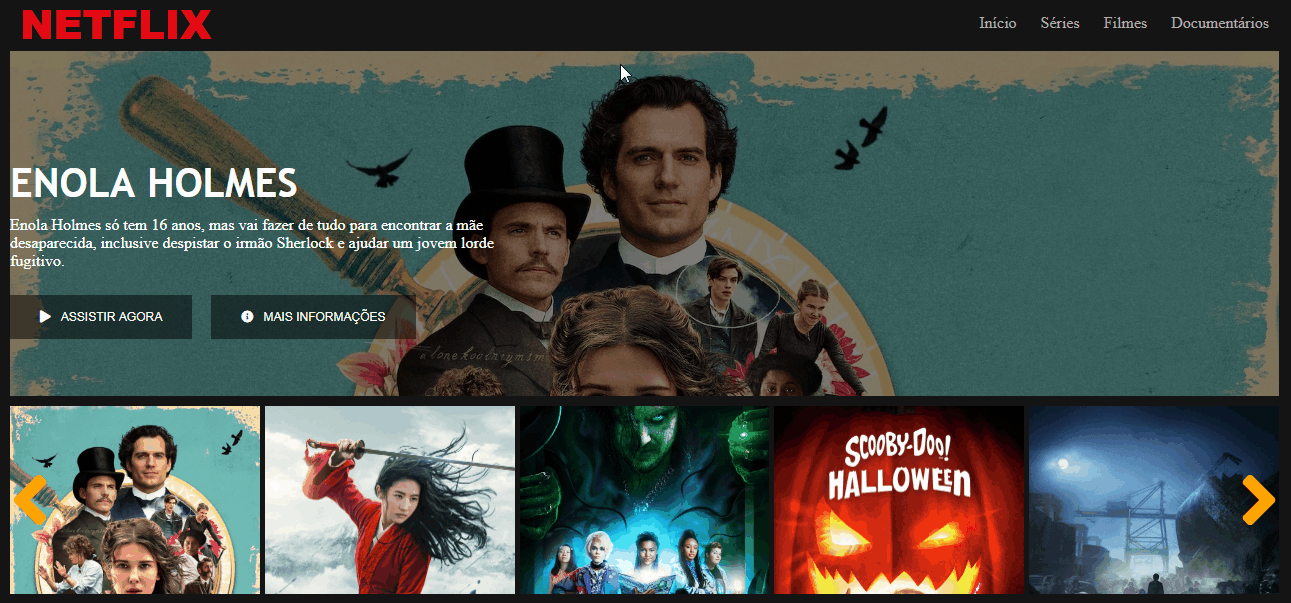 NETFLIX
Início Séries Filmes Documentários
ENOLA HOLMES
Enola Holmes só tem 16 anos, mas vai fazer de tudo para encontrar a mãe
desaparecida, inclusive despistar o irmão Sherlock e ajudar um jovem lorde
fugitivo.
ASSISTIR AGORA MAIS INFORMAÇÕES
SCOOBY-DOO!
HALLOWEEN